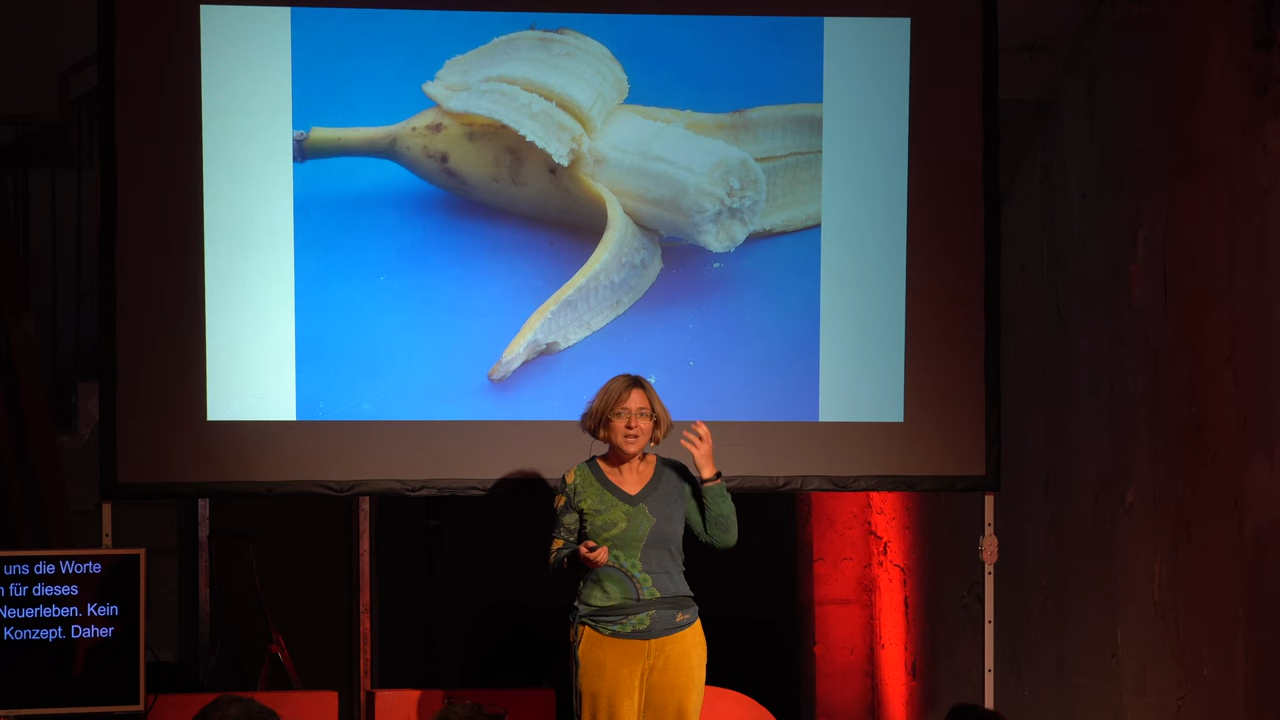 uns die Worte
für dieses
Neuerleben. Kein
Konzept. Daher